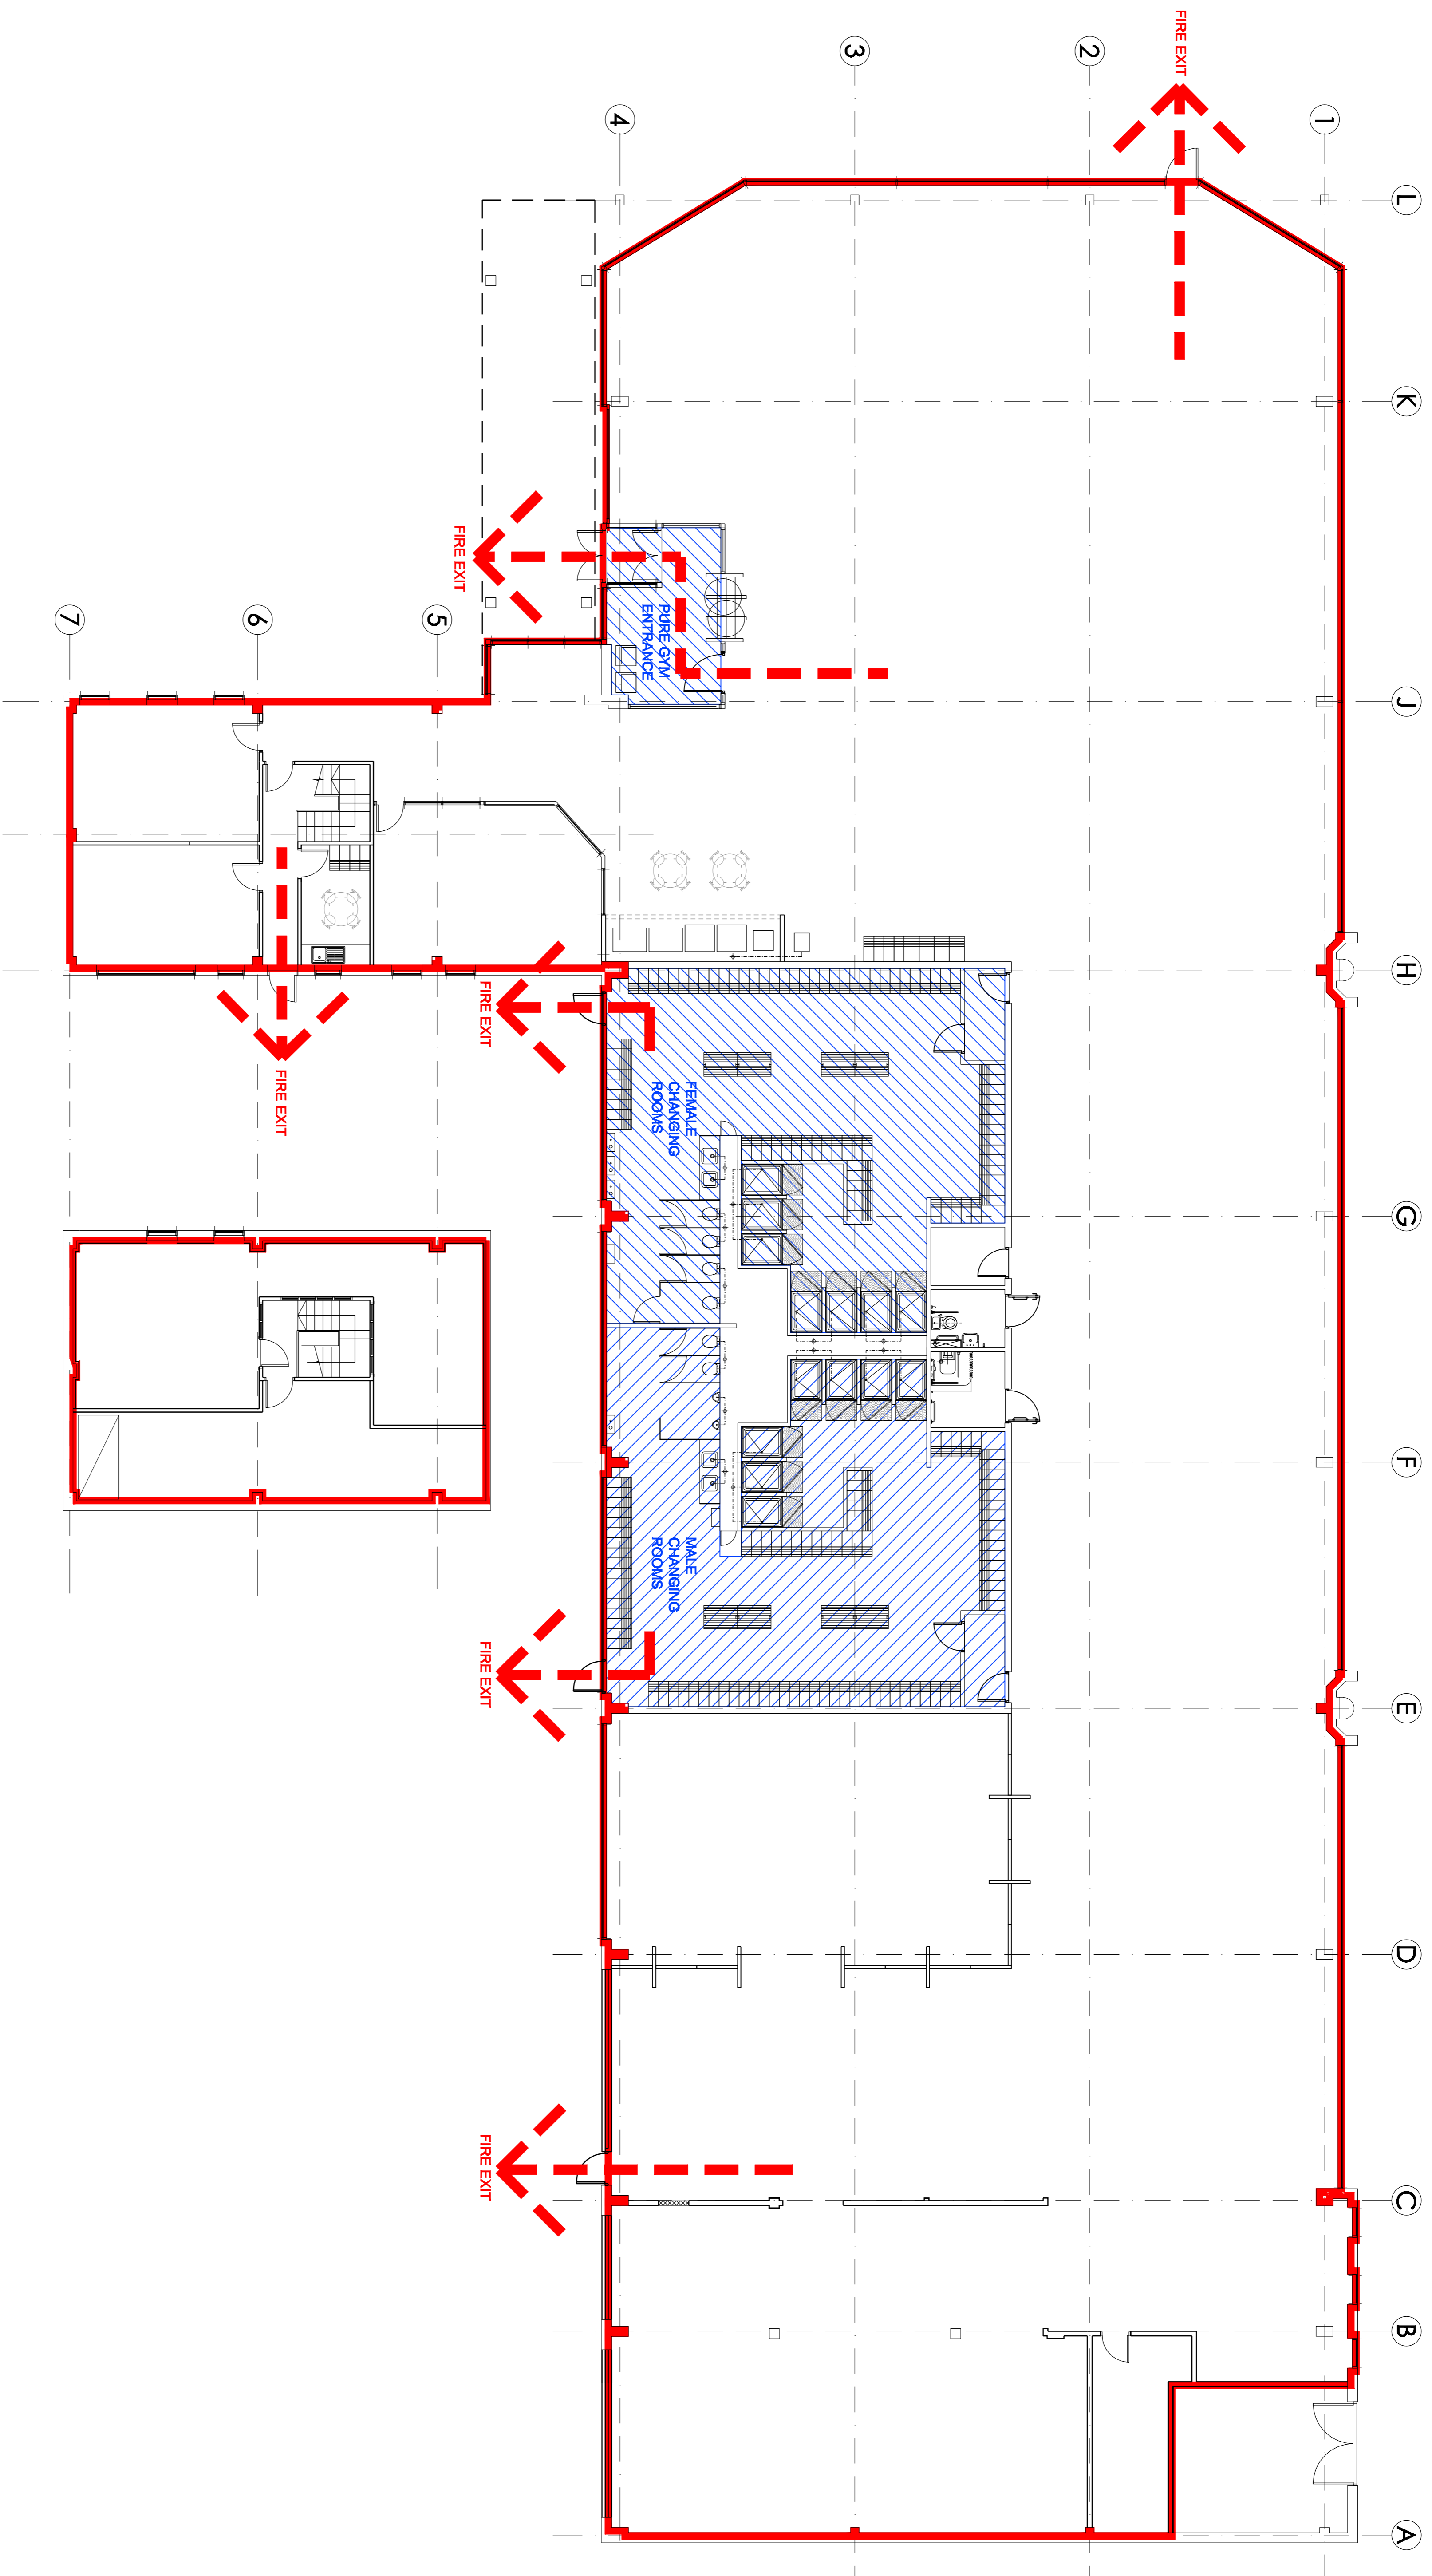 FIRE EXIT
1
2
3
4
5
6
7
L
K
J
H
G
F
E
D
C
B
A
FIRE EXIT
PURE GYM
ENTRANCE
FIRE EXIT
FIRE EXIT
FEMALE
CHANGING
ROOMS
MALE
CHANGING
ROOMS
FIRE EXIT
FIRE EXIT